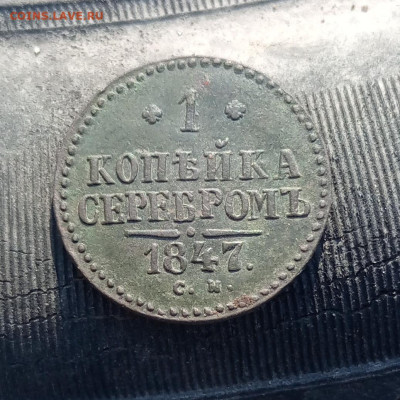 COINS.LAVE.RU
1
КОПѢЙКА
СЕРЕБРОМЪ
1847.
С. М.